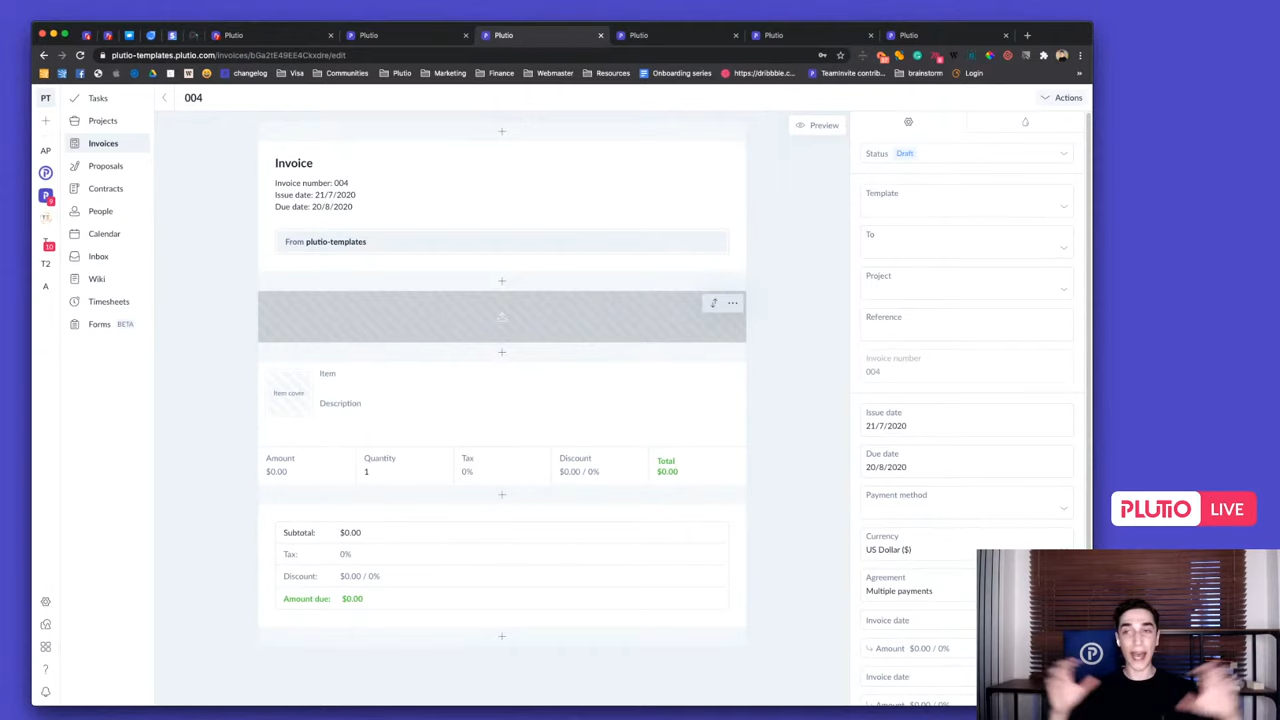 Plutio
Plutio
Plutio
Plutio
Plutio
Plutio
plutio-templates.plutio.com/invoices/bGa2tE49EE4Ckxdre/edit
changelog
Visa
Communities
Plutio
Marketing
Finance
Webmaster
Resources
Onboarding series
https://dribbble.c...
TeamInvite contrib...
brainstorm
Login
»
PT
Tasks
004
Actions
Projects
Preview
AP
Invoices
Status Draft
Proposals
Invoice
Contracts
Invoice number: 004
Issue date: 21/7/2020
Due date: 20/8/2020
Template
9
People
10
Calendar
From plutio-templates
To
T2
Inbox
Wiki
Project
A
Timesheets
Forms BETA
Reference
Invoice number
004
Item cover
Item
Description
Issue date
21/7/2020
Amount
$0.00
Quantity
1
Tax
0%
Discount
$0.00 / 0%
Total
$0.00
Due date
20/8/2020
Payment method
Subtotal: $0.00
Tax: 0%
Discount: $0.00 / 0%
Amount due: $0.00
Currency
US Dollar ($)
Agreement
Multiple payments
Invoice date
Amount $0.00 / 0%
Invoice date
Amount $0.00 / 0%
PLUTIO LIVE